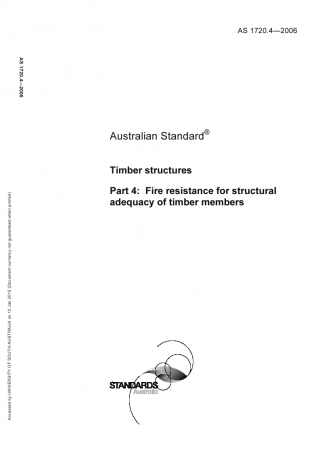 AS 1720.4—2006
AS 1720.4—2006
Australian Standard®
Timber structures
Part 4: Fire resistance for structural
adequacy of timber members
Accessed by UNIVERSITY OF SOUTH AUSTRALIA on 12 Jan 2015 (Document currency not guaranteed when printed)
STANDARDS
Australia